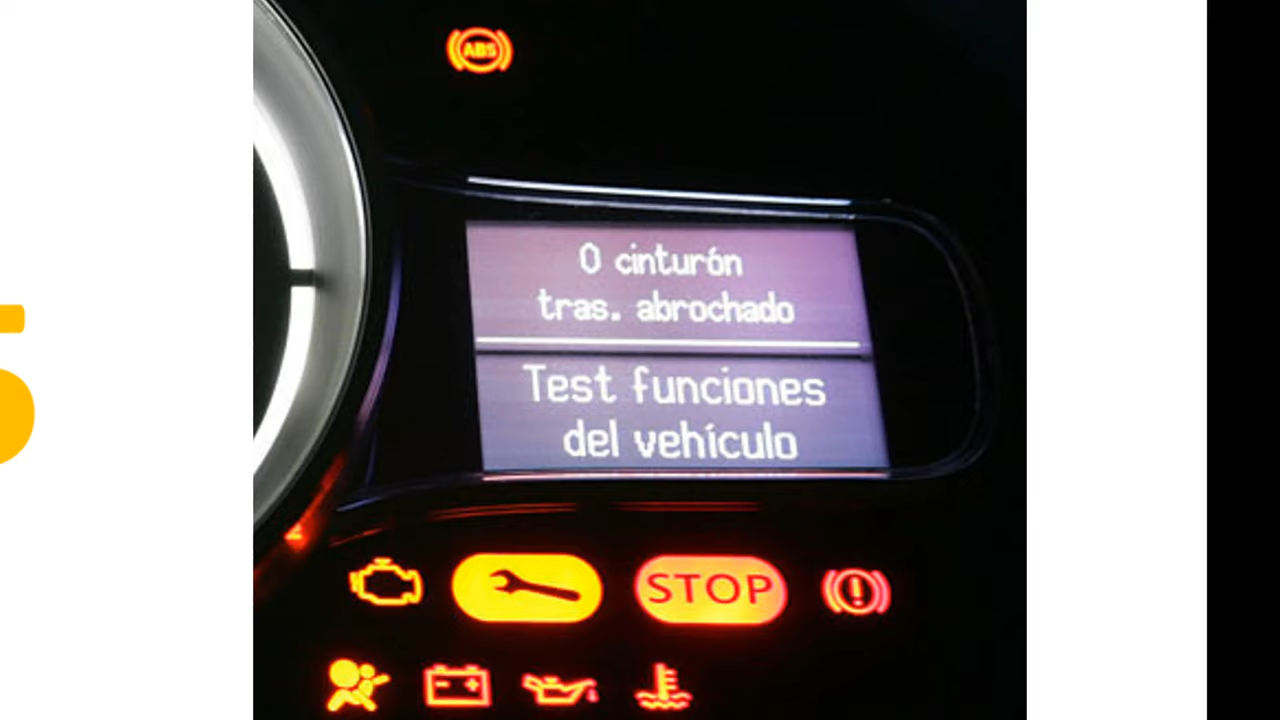 ABS
0 cinturón
tras. abrochado
Test funciones
del vehículo
STOP